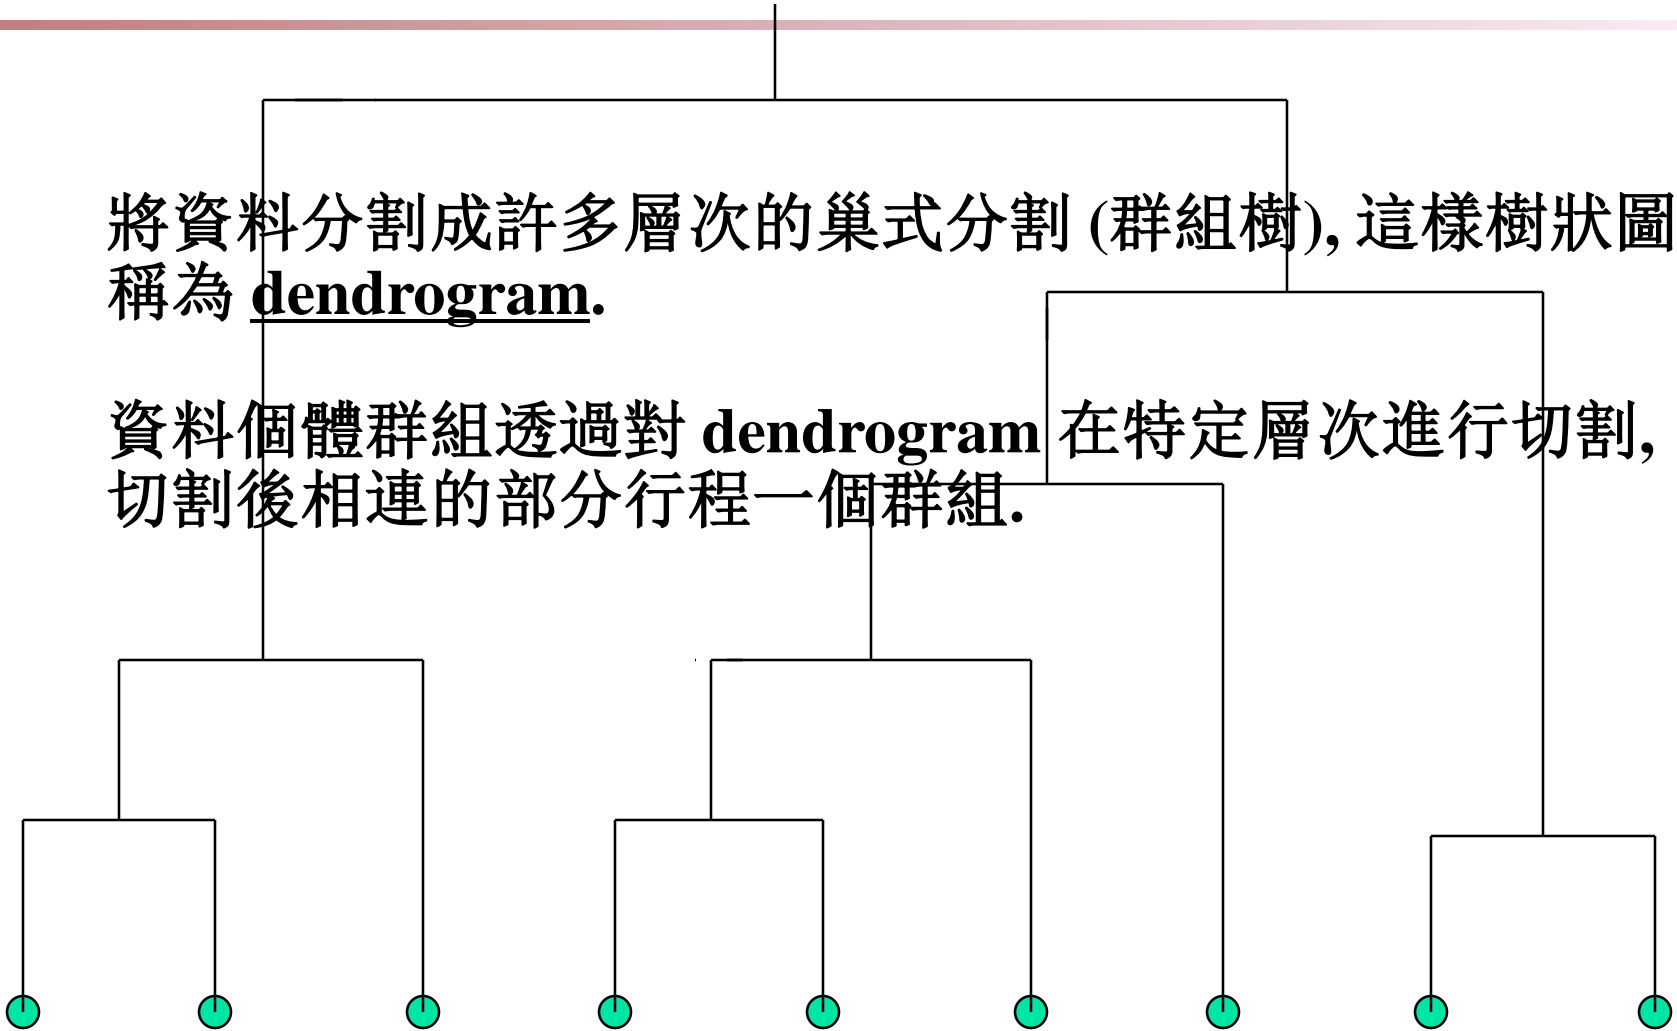 將資料分割成許多層次的巢式分割 (群組樹), 這樣樹狀圖
稱為 dendrogram.
資料個體群組透過對 dendrogram 在特定層次進行切割,
切割後相連的部分行程一個群組.